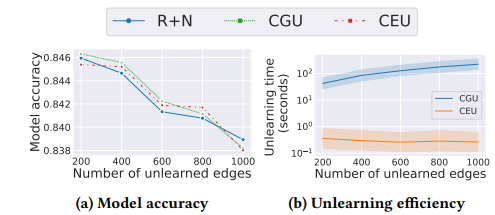 R+N CGU CEU
0.846
0.844
0.842
0.840
0.838
Model accuracy
200 400 600 800 1000
Number of unlearned edges
(a) Model accuracy
10²
10¹
10⁰
10⁻¹
Unlearning time
(seconds)
CGU
CEU
200 400 600 800 1000
Number of unlearned edges
(b) Unlearning efficiency